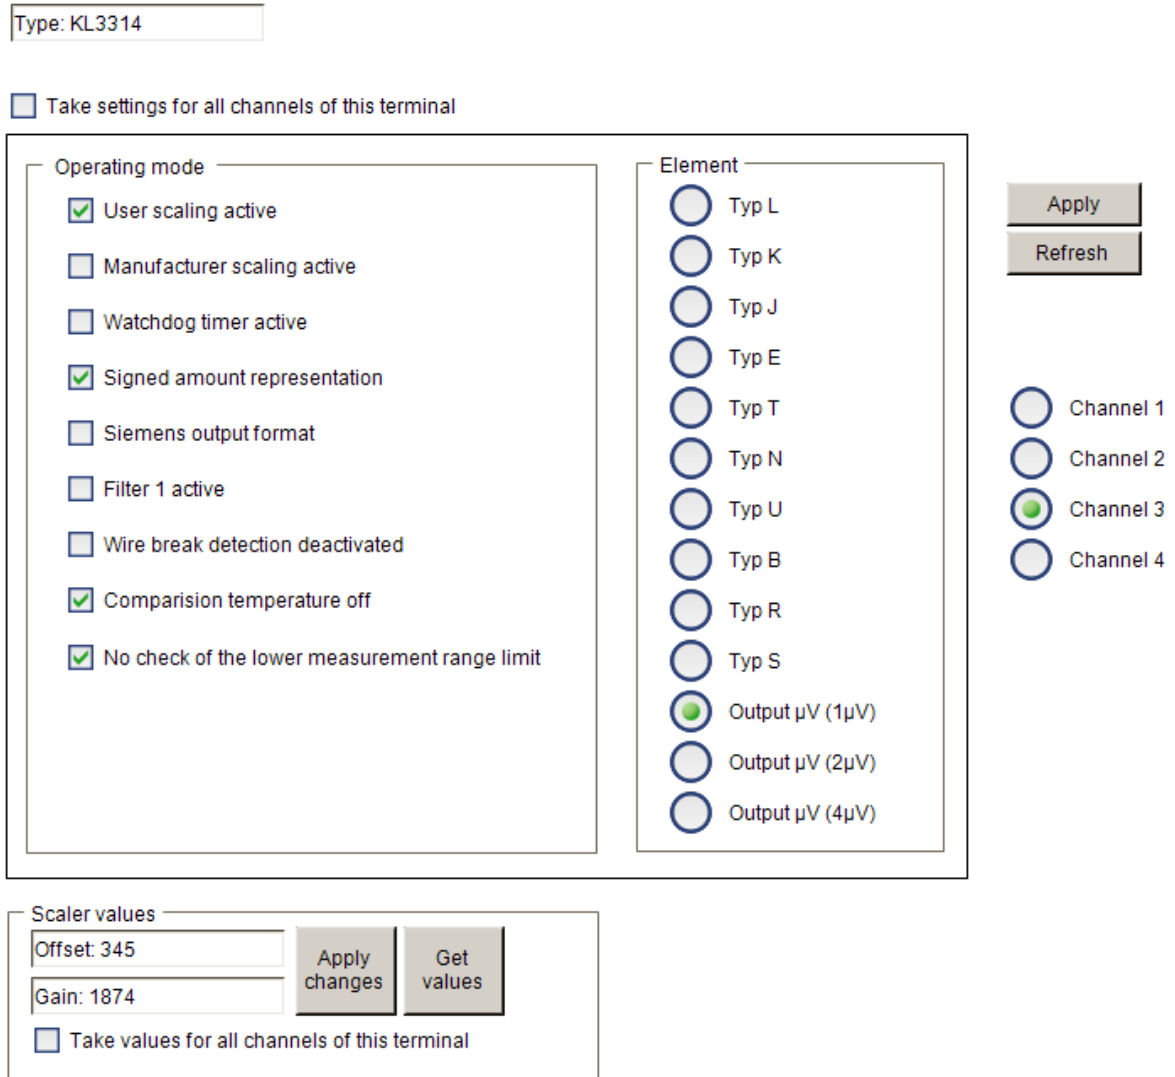 Type: KL3314
Take settings for all channels of this terminal
Operating mode
User scaling active
Manufacturer scaling active
Watchdog timer active
Signed amount representation
Siemens output format
Filter 1 active
Wire break detection deactivated
Comparision temperature off
No check of the lower measurement range limit
Element
Typ L
Typ K
Typ J
Typ E
Typ T
Typ N
Typ U
Typ B
Typ R
Typ S
Output µV (1µV)
Output µV (2µV)
Output µV (4µV)
Apply
Refresh
Channel 1
Channel 2
Channel 3
Channel 4
Scaler values
Offset: 345
Gain: 1874
Apply
changes
Get
values
Take values for all channels of this terminal